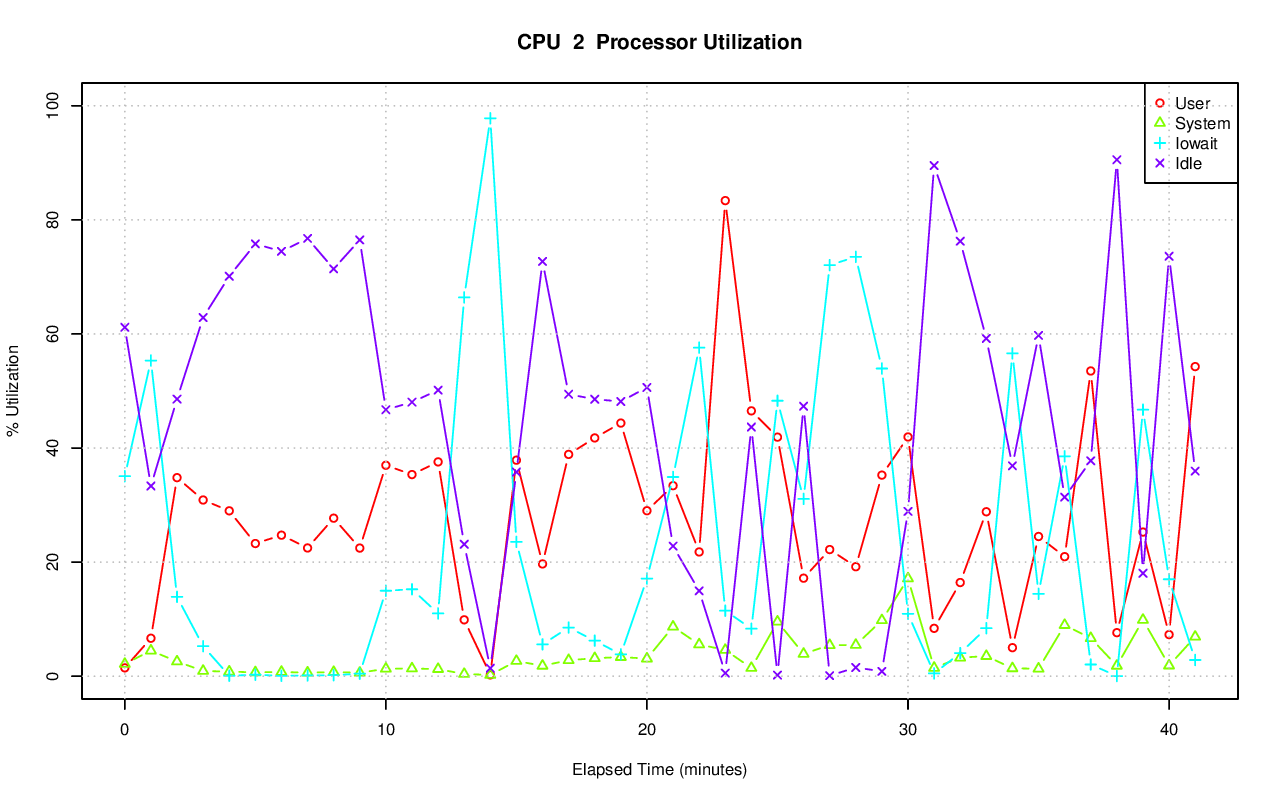 CPU  2  Processor Utilization
100
80
60
40
20
0
% Utilization
User
System
Iowait
Idle
0 10 20 30 40
Elapsed Time (minutes)